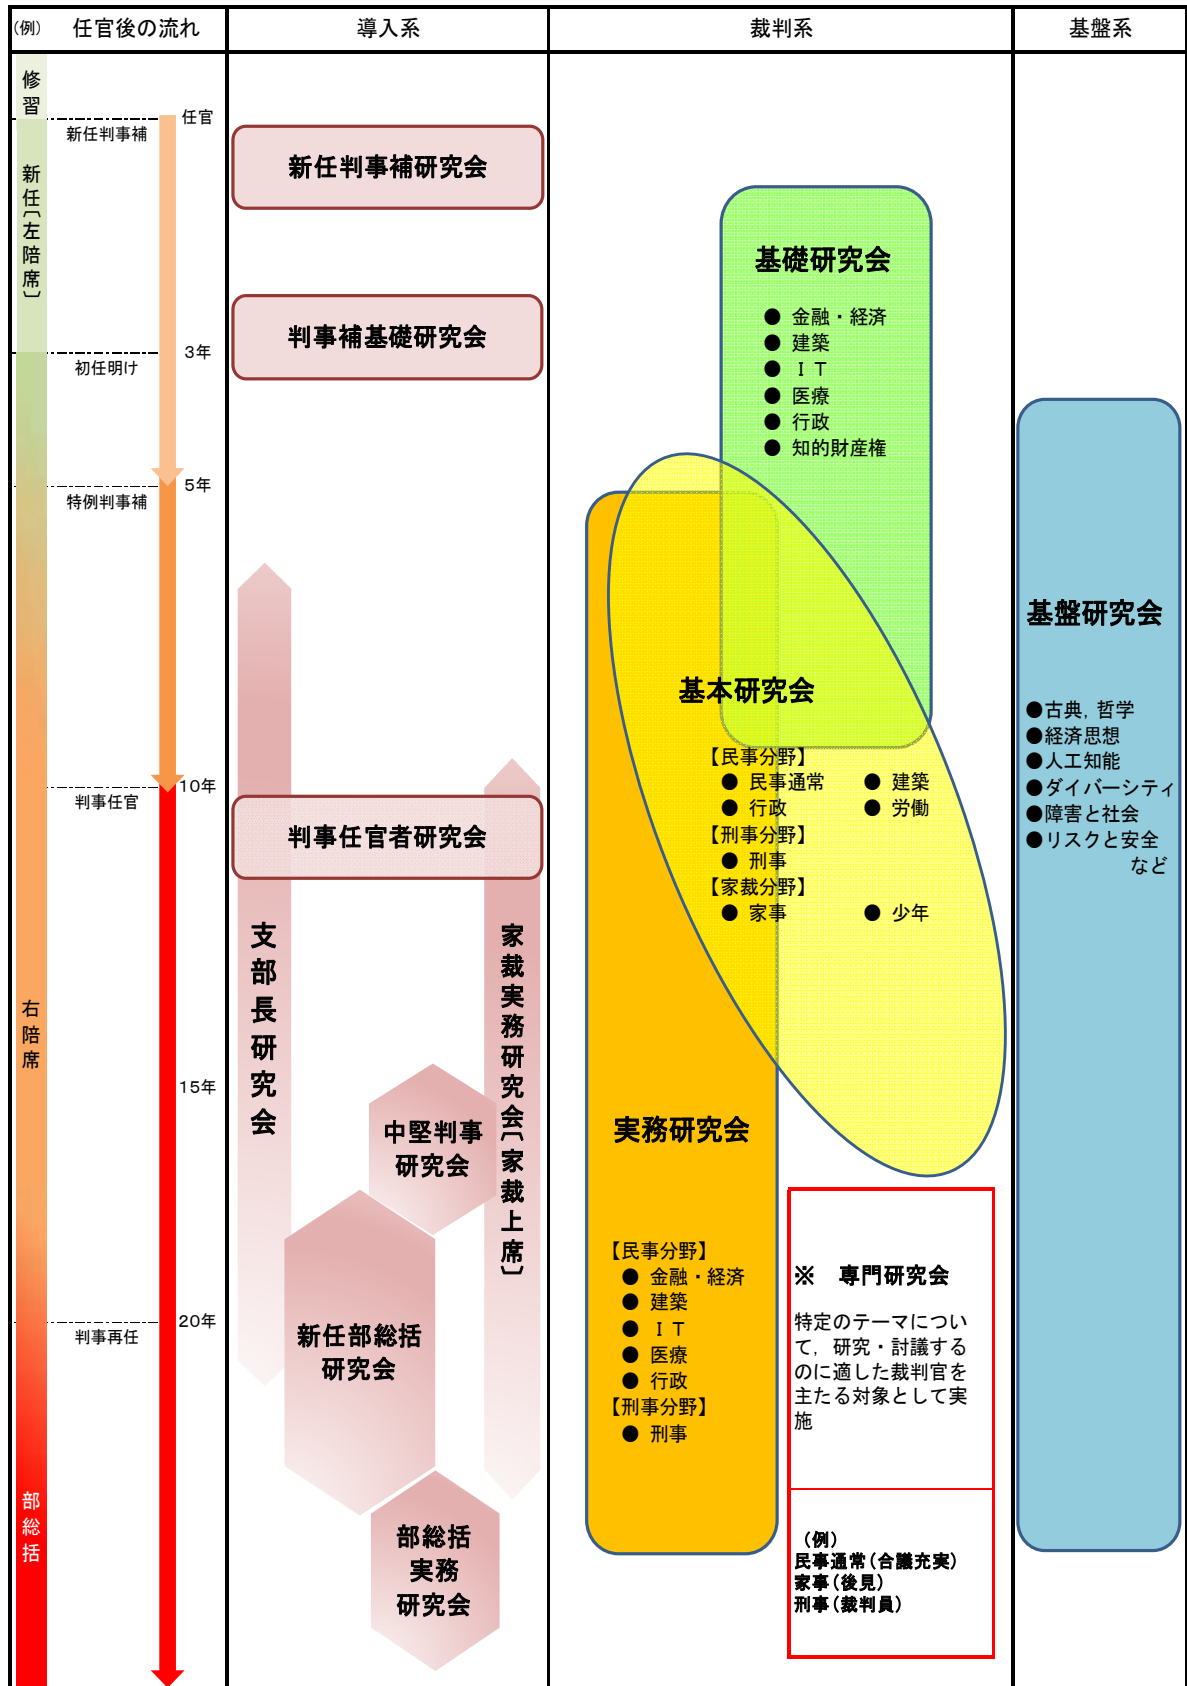 (例)
任官後の流れ
導入系
裁判系
基盤系
修習
新任〔左陪席〕
右陪席
部総括
任官
新任判事補
3年
初任明け
5年
特例判事補
10年
判事任官
15年
20年
判事再任
新任判事補研究会
判事補基礎研究会
判事任官者研究会
支部長研究会
家裁実務研究会〔家裁上席〕
中堅判事
研究会
新任部総括
研究会
部総括
実務
研究会
基礎研究会
● 金融・経済
● 建築
● ＩＴ
● 医療
● 行政
● 知的財産権
基本研究会
【民事分野】
● 民事通常 ● 建築
● 行政 ● 労働
【刑事分野】
● 刑事
【家裁分野】
● 家事 ● 少年
実務研究会
【民事分野】
● 金融・経済
● 建築
● ＩＴ
● 医療
● 行政
【刑事分野】
● 刑事
※　専門研究会
特定のテーマについ
て，研究・討議する
のに適した裁判官を
主たる対象として実
施
（例）
民事通常（合議充実）
家事（後見）
刑事（裁判員）
基盤研究会
●古典，哲学
●経済思想
●人工知能
●ダイバーシティ
●障害と社会
●リスクと安全
など